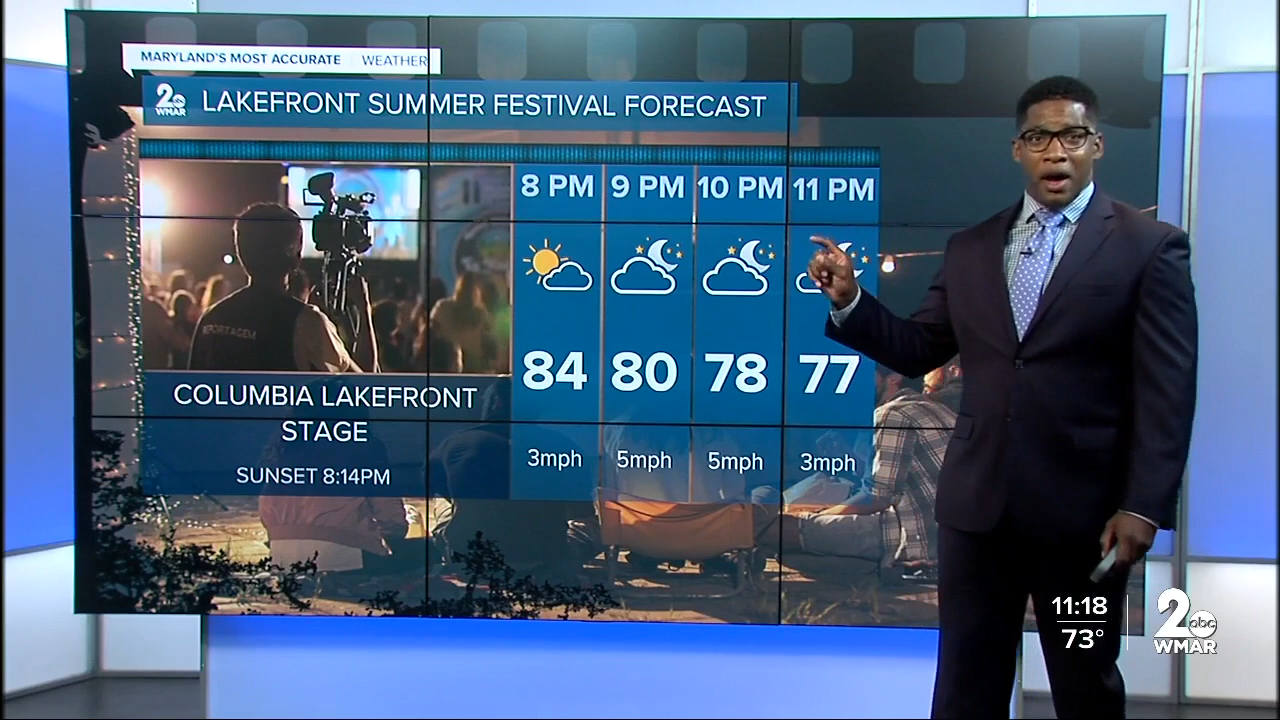 MARYLAND'S MOST ACCURATE | WEATHER
2 abc WMAR LAKEFRONT SUMMER FESTIVAL FORECAST
8 PM 9 PM 10 PM 11 PM
REPORTAGEM
84 80 78 77
COLUMBIA LAKEFRONT
STAGE
3mph 5mph 5mph 3mph
SUNSET 8:14PM
11:18
73°
2 abc
WMAR